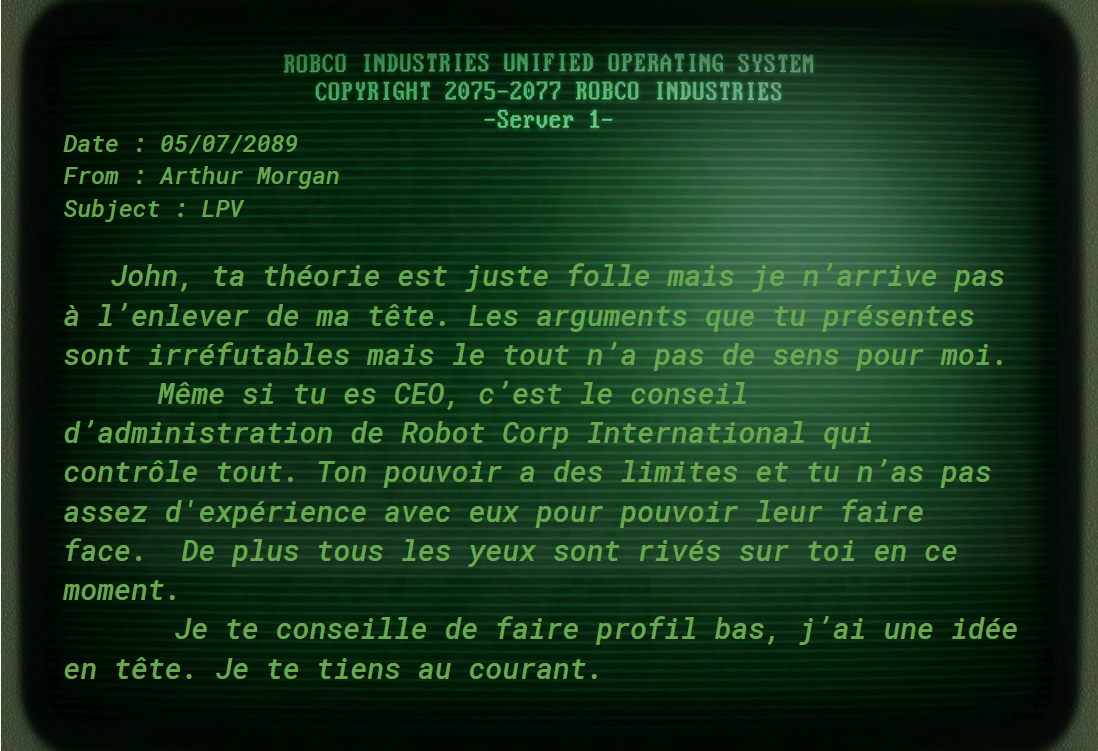 ROBCO INDUSTRIES UNIFIED OPERATING SYSTEM
COPYRIGHT 2075-2077 ROBCO INDUSTRIES
-Server 1-
Date : 05/07/2089
From : Arthur Morgan
Subject : LPV
John, ta théorie est juste folle mais je n’arrive pas
à l’enlever de ma tête. Les arguments que tu présentes
sont irréfutables mais le tout n’a pas de sens pour moi.
Même si tu es CEO, c’est le conseil
d’administration de Robot Corp International qui
contrôle tout. Ton pouvoir a des limites et tu n’as pas
assez d'expérience avec eux pour pouvoir leur faire
face.  De plus tous les yeux sont rivés sur toi en ce
moment.
Je te conseille de faire profil bas, j’ai une idée
en tête. Je te tiens au courant.